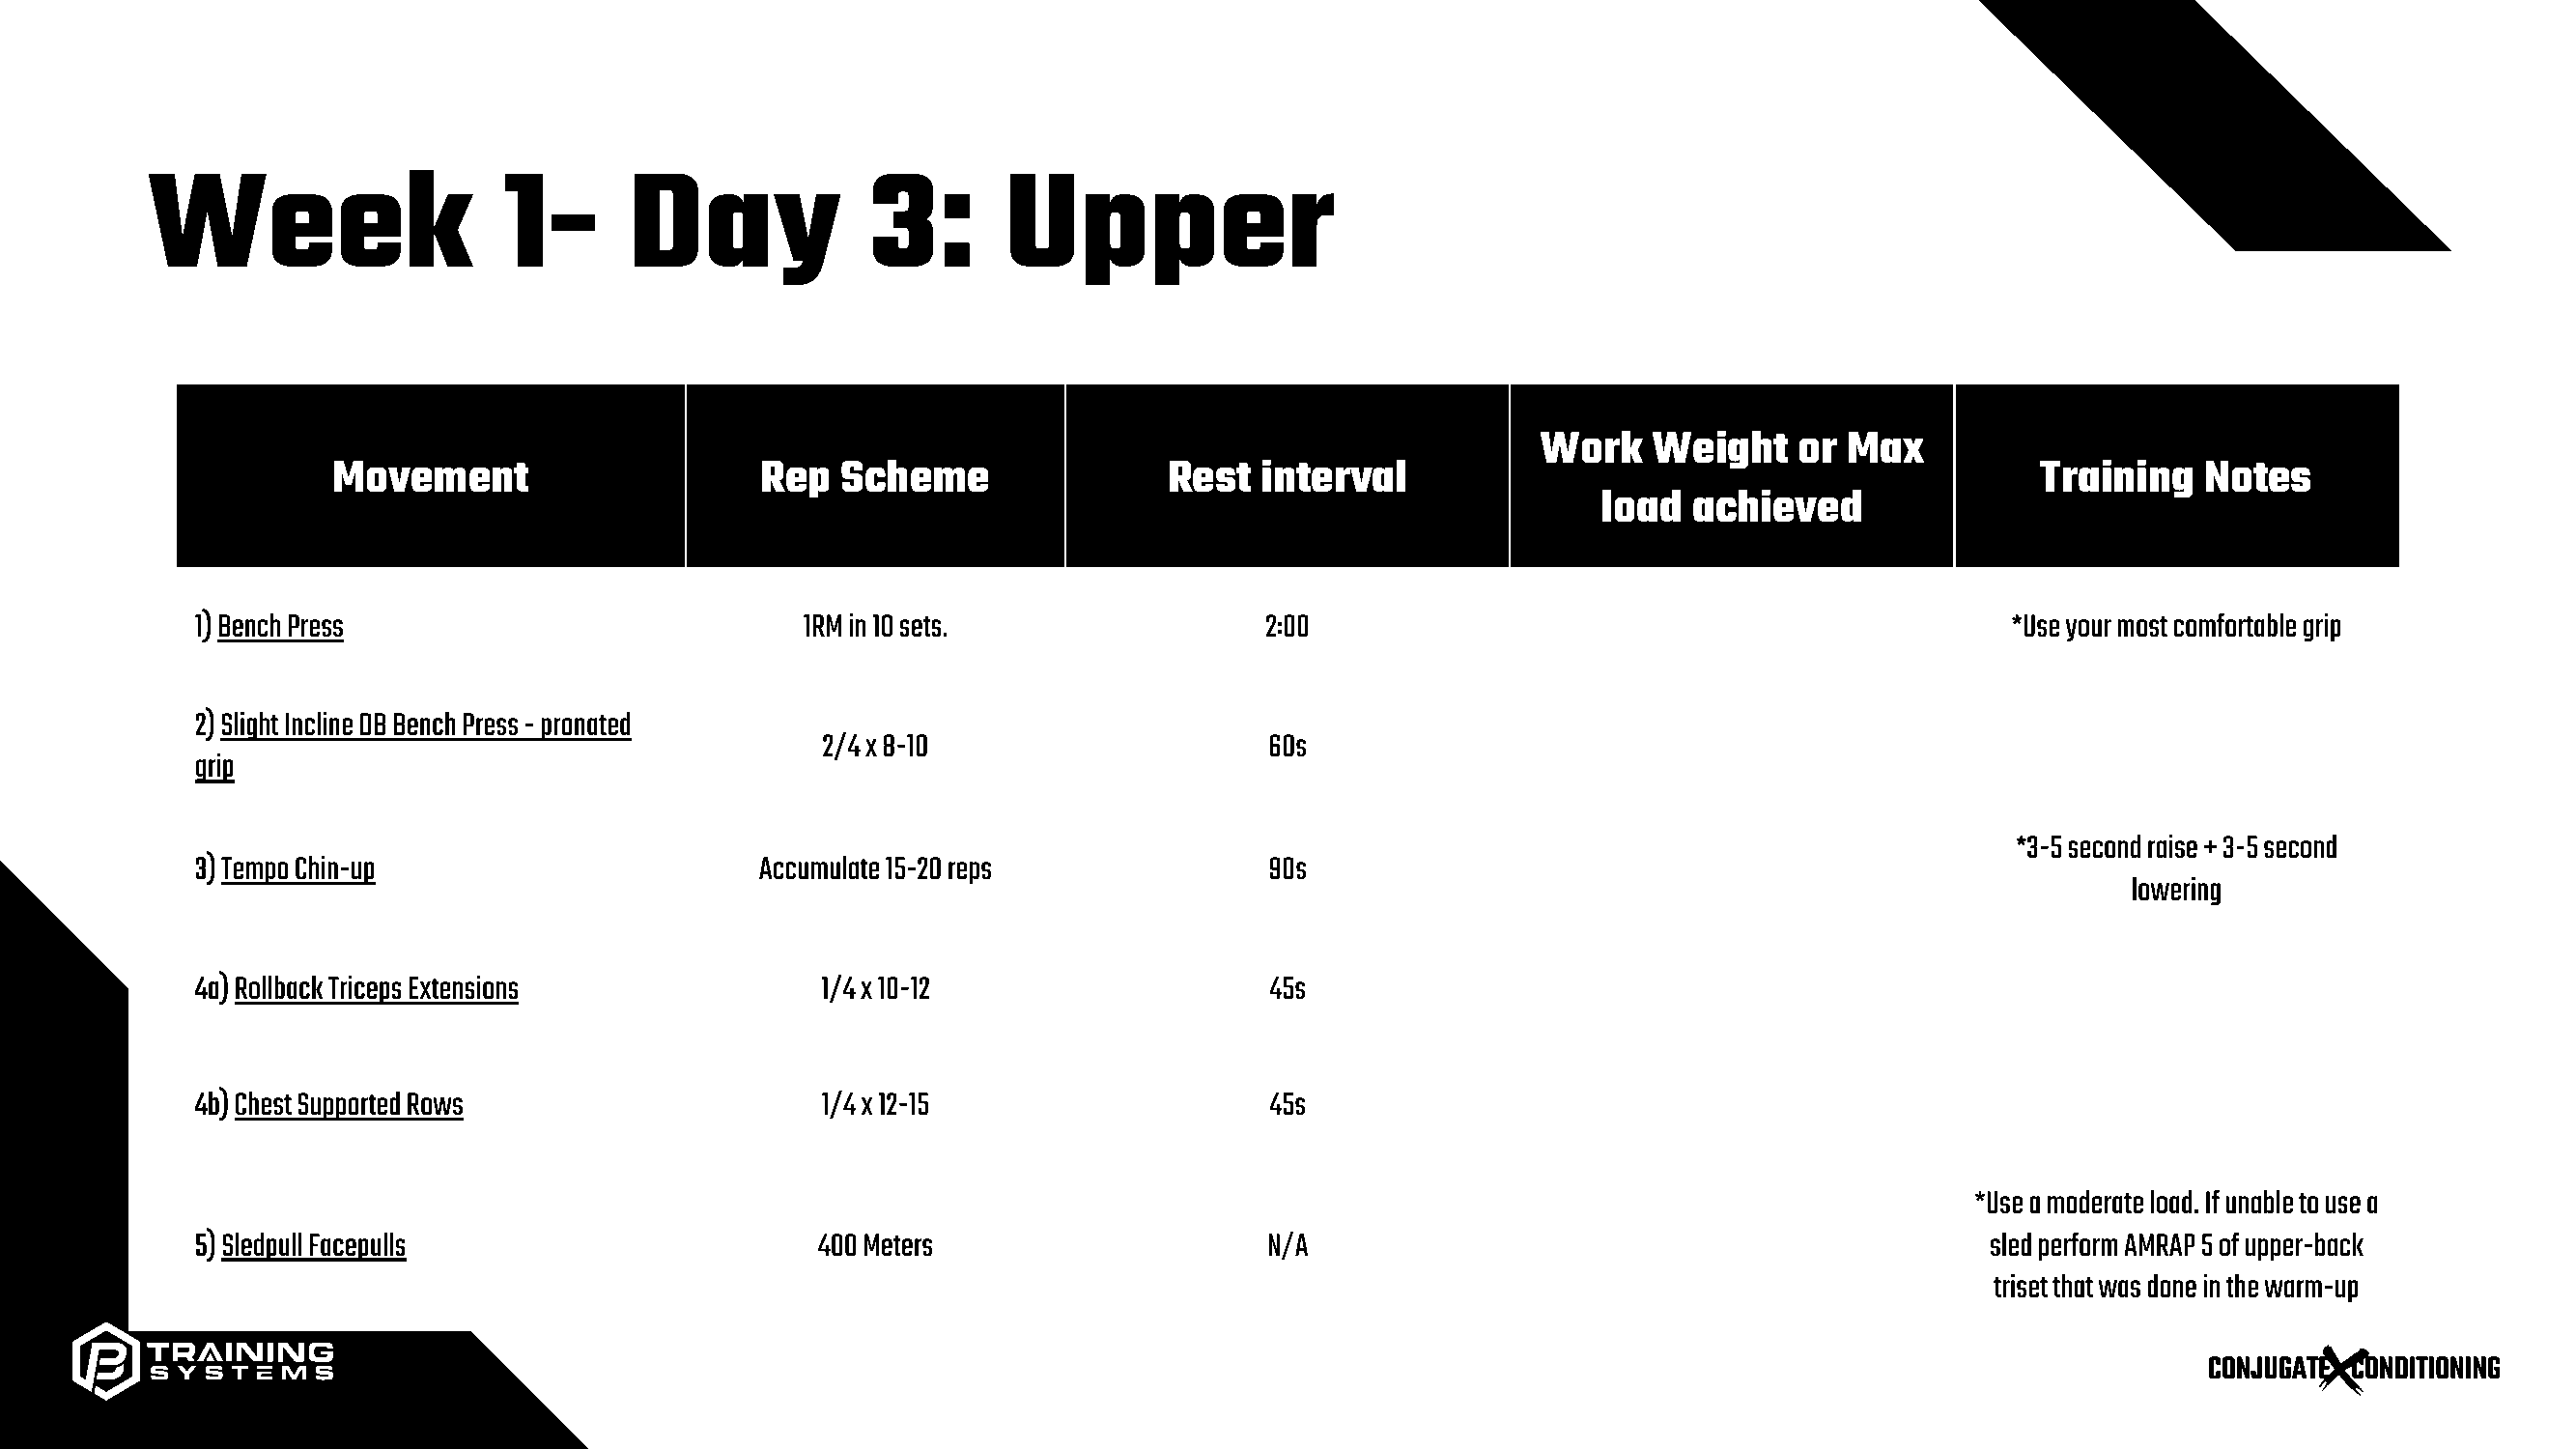 Week 1- Day 3: Upper
Movement
Rep Scheme
Rest interval
Work Weight or Max
load achieved
Training Notes
1) Bench Press
1RM in 10 sets.
2:00
*Use your most comfortable grip
2) Slight Incline DB Bench Press - pronated
grip
2/4 x 8-10
60s
3) Tempo Chin-up
Accumulate 15-20 reps
90s
*3-5 second raise + 3-5 second
lowering
4a) Rollback Triceps Extensions
1/4 x 10-12
45s
4b) Chest Supported Rows
1/4 x 12-15
45s
5) Sledpull Facepulls
400 Meters
N/A
*Use a moderate load. If unable to use a
sled perform AMRAP 5 of upper-back
triset that was done in the warm-up
TRAINING
SYSTEMS
CONJUGATE X CONDITIONING